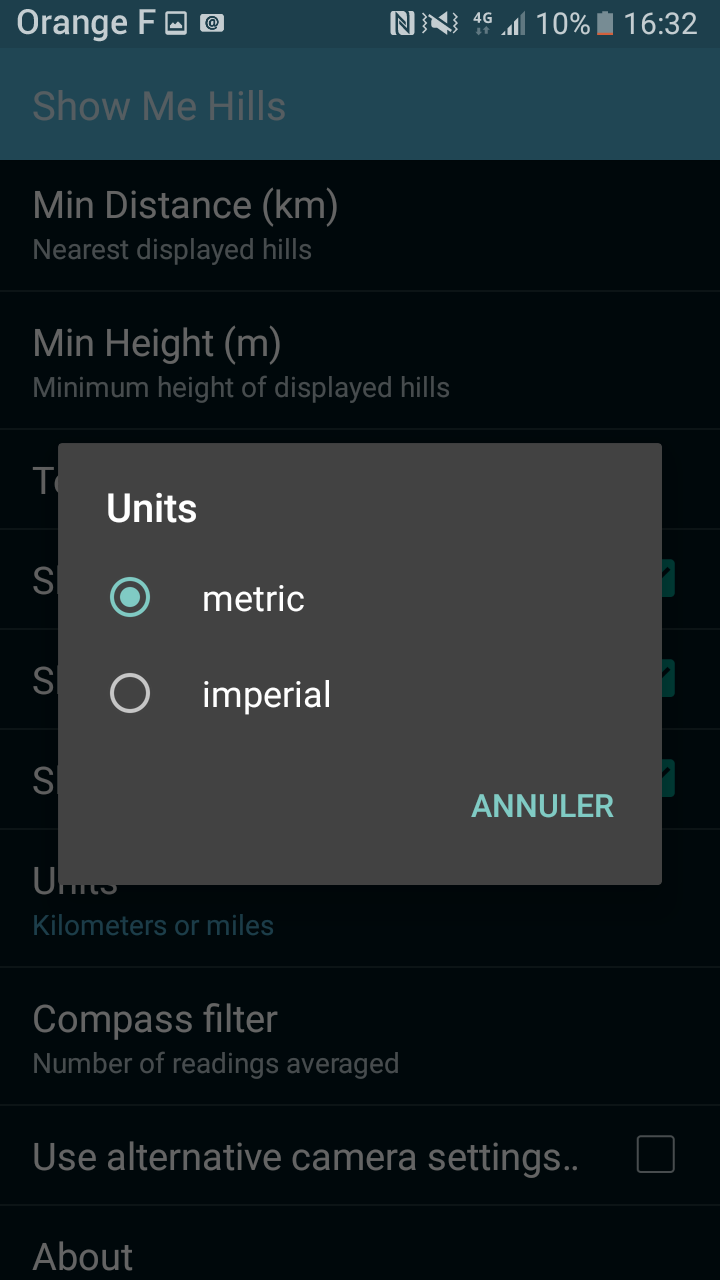 Orange F 4G 10% 16:32
Show Me Hills
Min Distance (km)
Nearest displayed hills
Min Height (m)
Minimum height of displayed hills
Units
metric
imperial
ANNULER
Units
Kilometers or miles
Compass filter
Number of readings averaged
Use alternative camera settings..
About